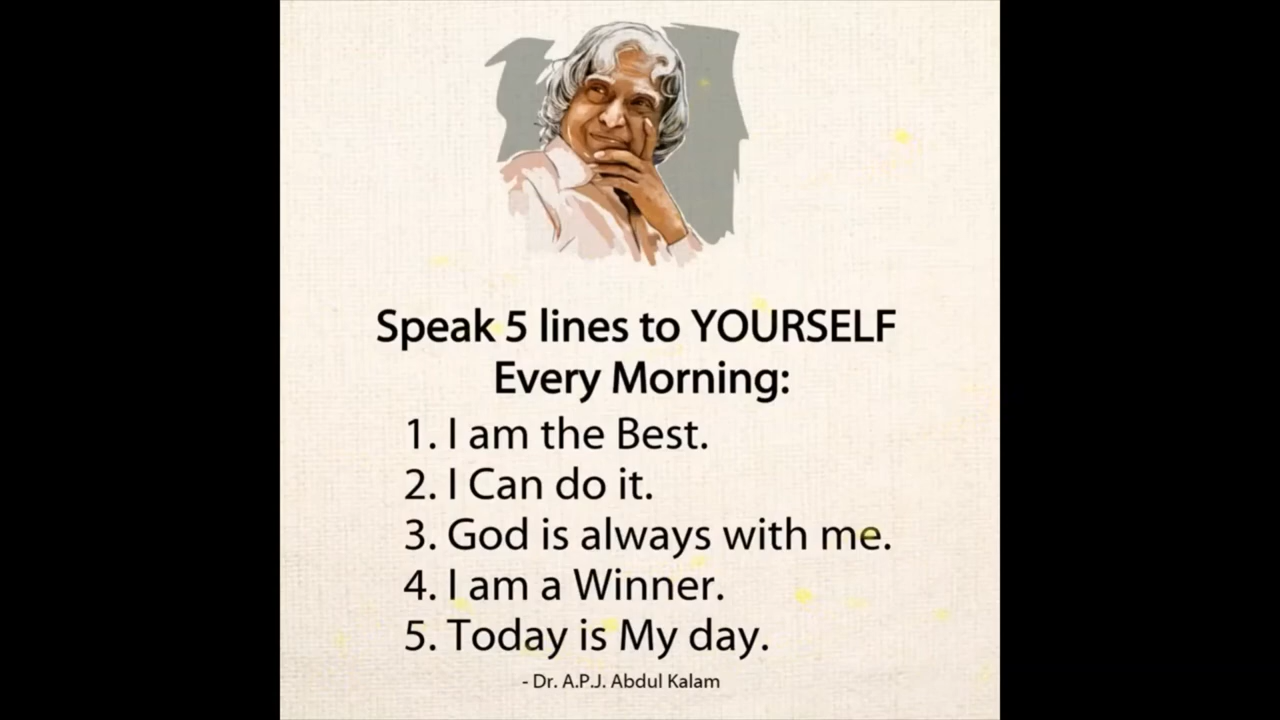 Speak 5 lines to YOURSELF
Every Morning:
1. I am the Best.
2. I Can do it.
3. God is always with me.
4. I am a Winner.
5. Today is My day.
- Dr. A.P.J. Abdul Kalam